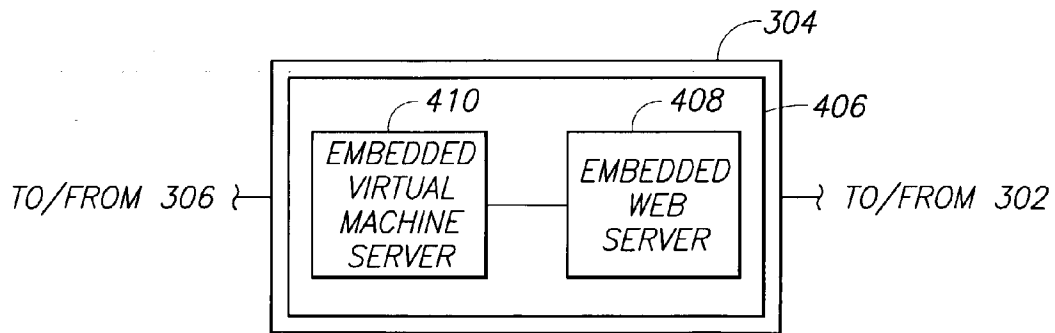 304
410
408
406
EMBEDDED
VIRTUAL
MACHINE
SERVER
EMBEDDED
WEB
SERVER
TO/FROM 306
TO/FROM 302